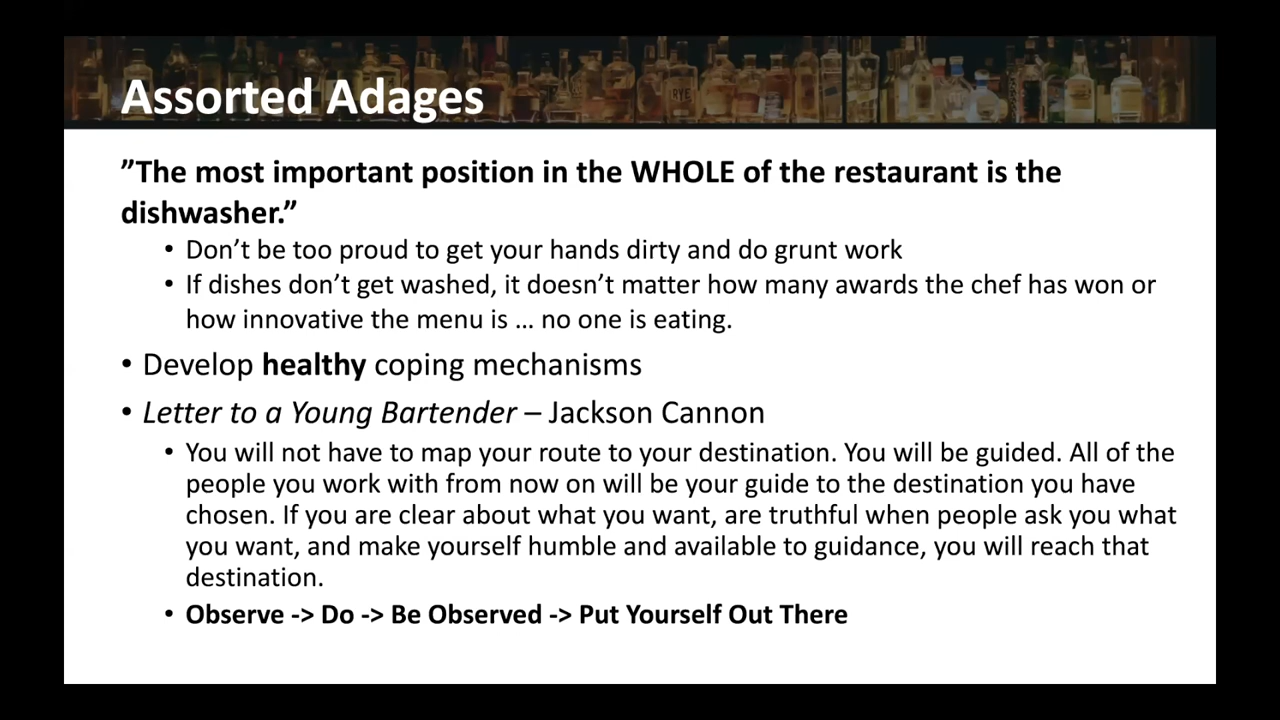 Assorted Adages
RYE
”The most important position in the WHOLE of the restaurant is the
dishwasher.”
• Don’t be too proud to get your hands dirty and do grunt work
• If dishes don’t get washed, it doesn’t matter how many awards the chef has won or
how innovative the menu is … no one is eating.
• Develop healthy coping mechanisms
• Letter to a Young Bartender – Jackson Cannon
• You will not have to map your route to your destination. You will be guided. All of the
people you work with from now on will be your guide to the destination you have
chosen. If you are clear about what you want, are truthful when people ask you what
you want, and make yourself humble and available to guidance, you will reach that
destination.
• Observe -> Do -> Be Observed -> Put Yourself Out There